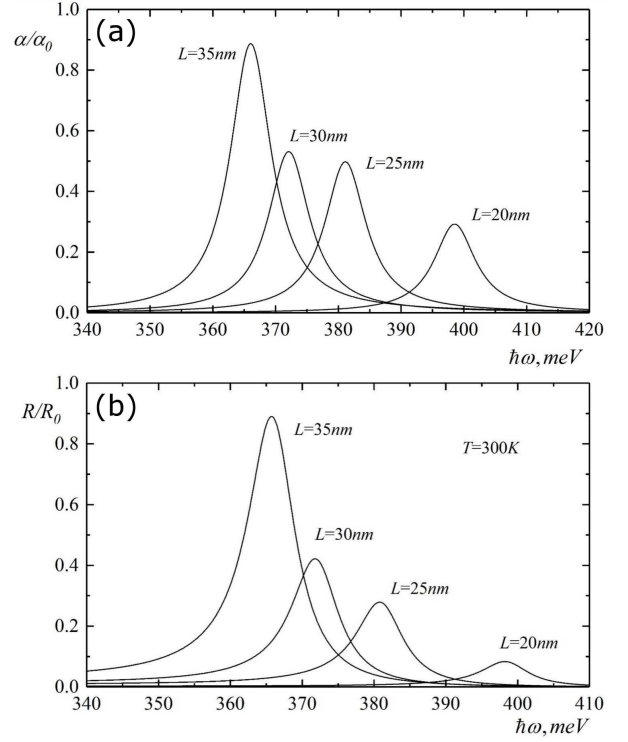 (a)
α/α₀
1.0
0.8
0.6
0.4
0.2
0.0
L=35nm
L=30nm
L=25nm
L=20nm
340 350 360 370 380 390 400 410 420
ħω, meV
(b)
R/R₀
1.0
0.8
0.6
0.4
0.2
0.0
L=35nm
T=300K
L=30nm
L=25nm
L=20nm
340 350 360 370 380 390 400 410
ħω, meV